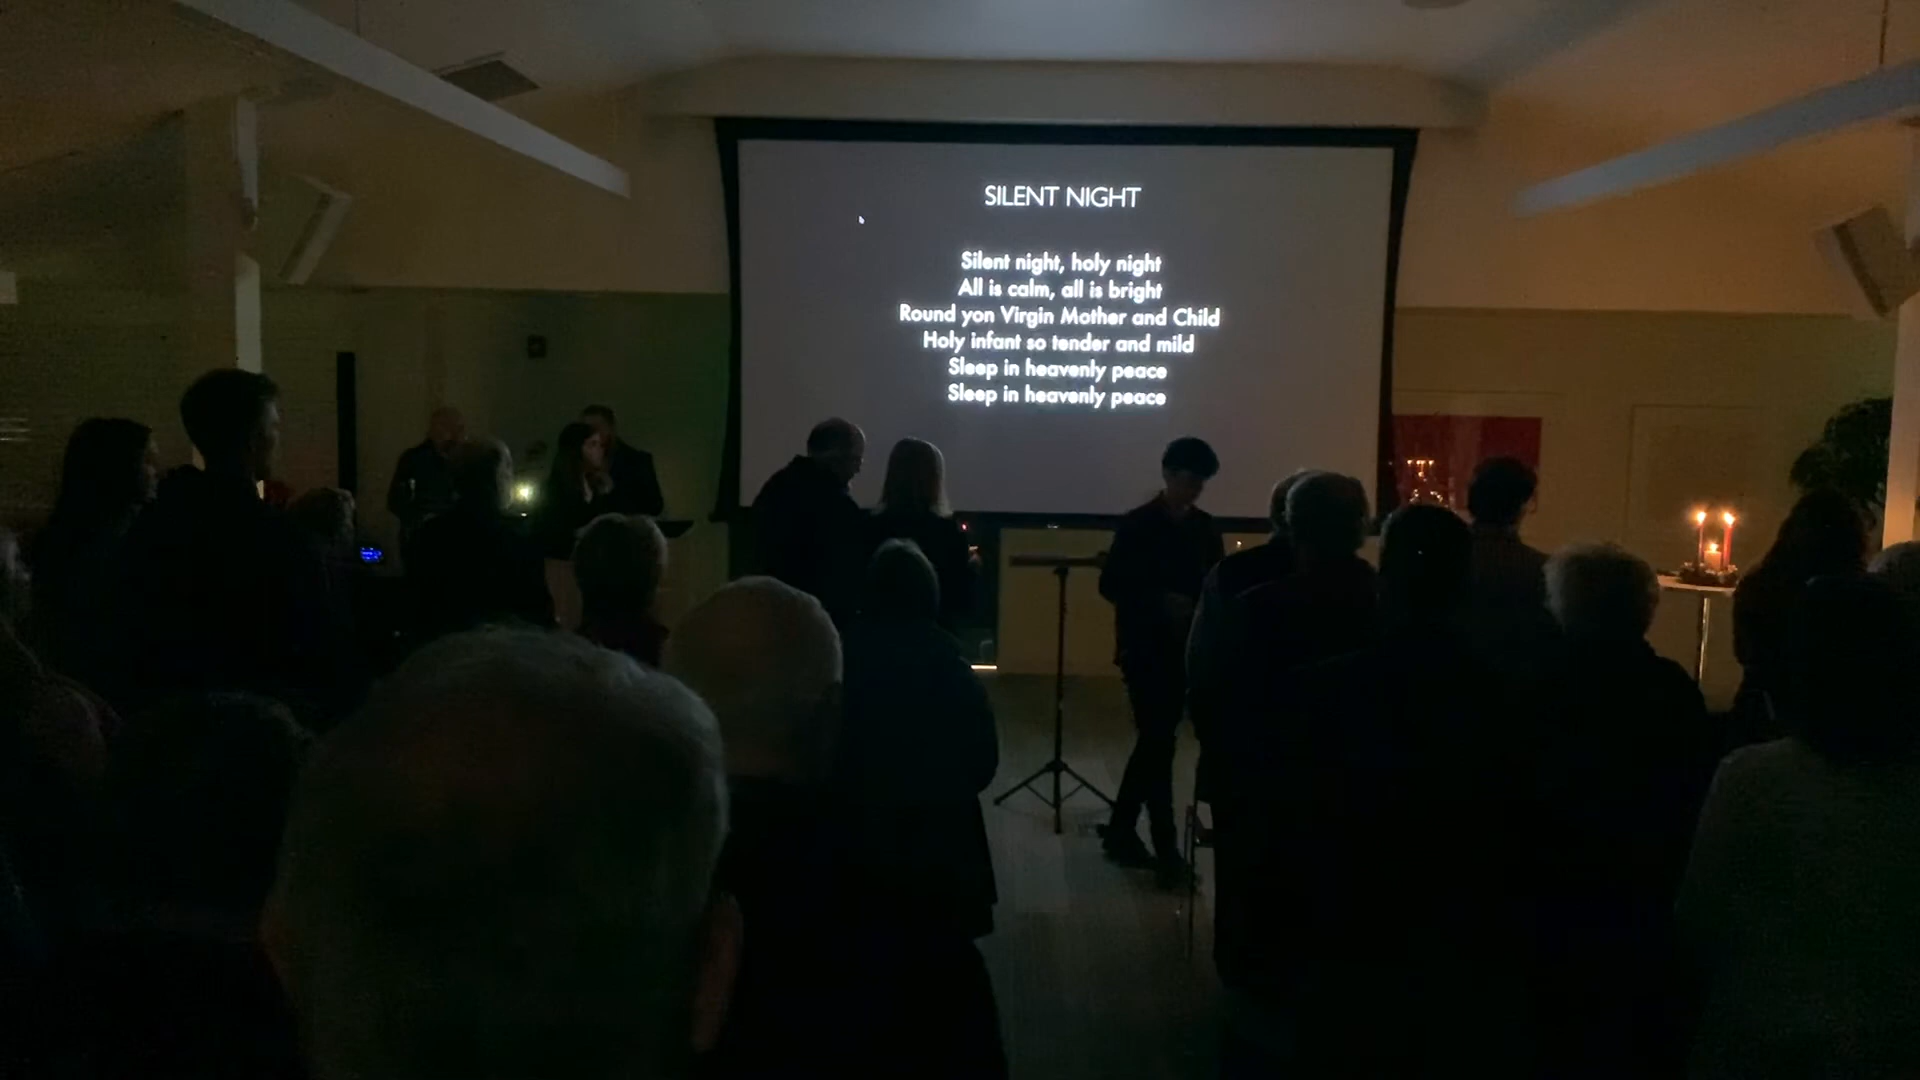 SILENT NIGHT
Silent night, holy night
All is calm, all is bright
Round yon Virgin Mother and Child
Holy infant so tender and mild
Sleep in heavenly peace
Sleep in heavenly peace